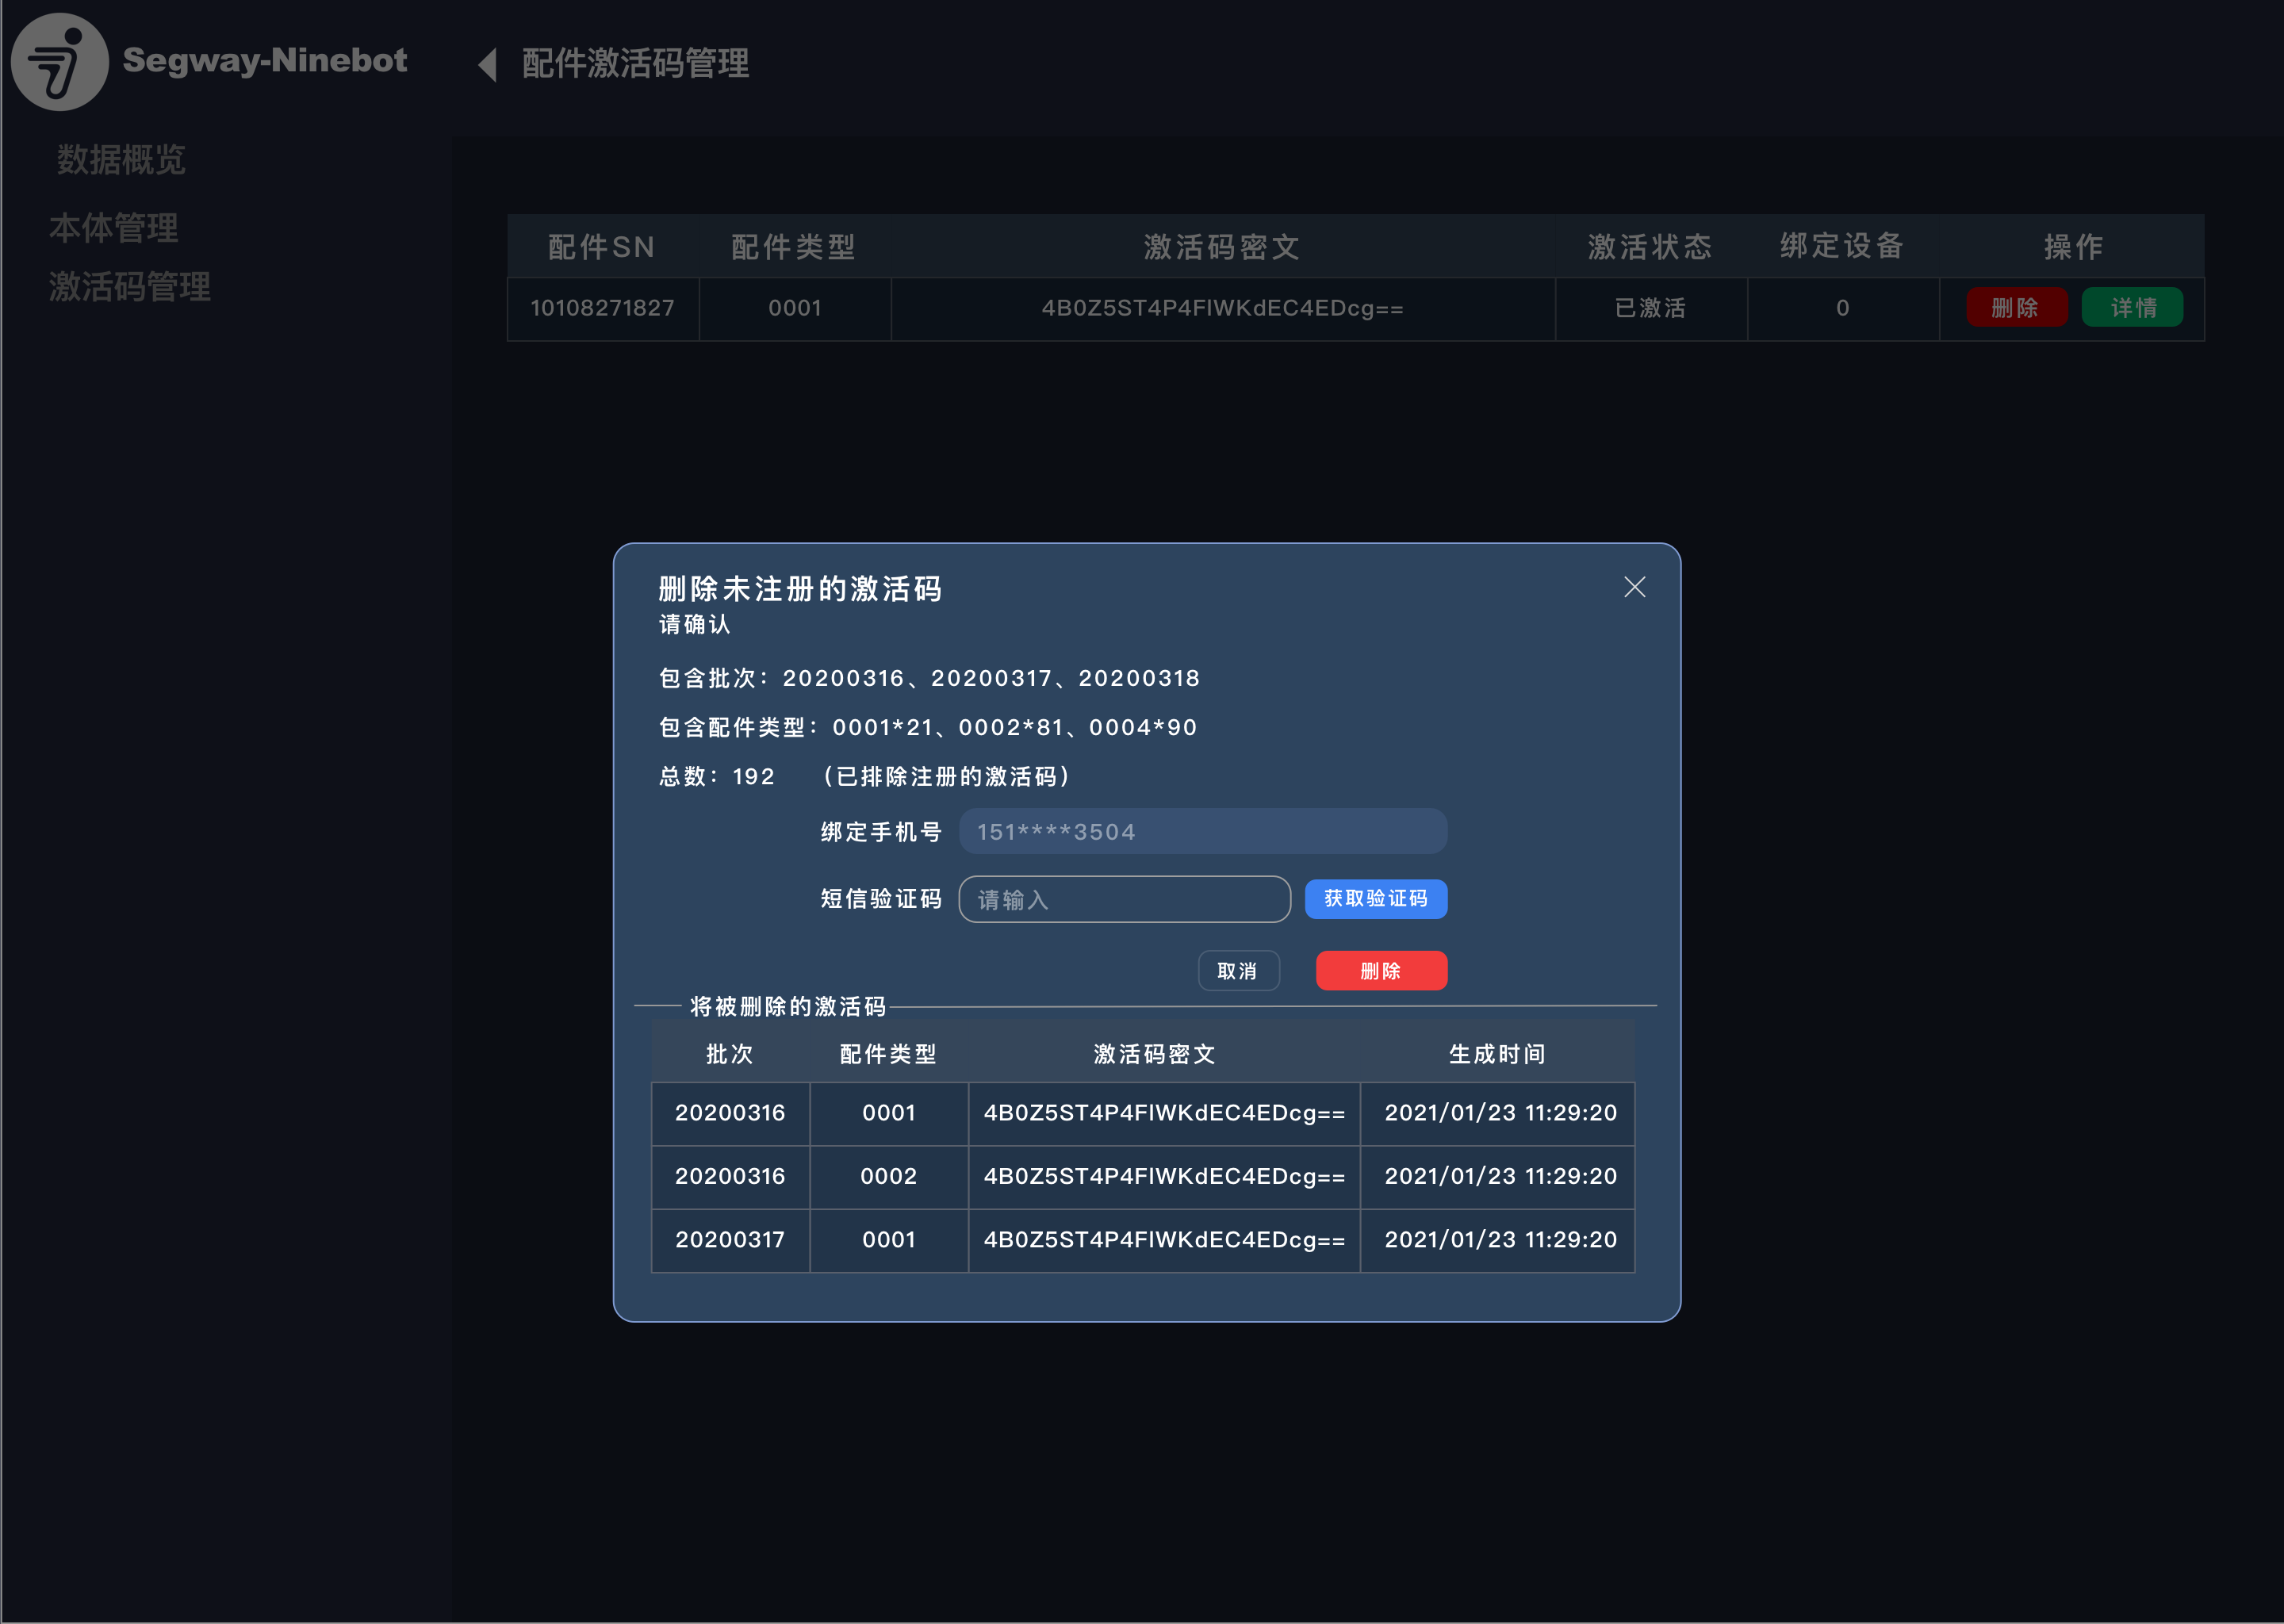 Segway-Ninebot
配件激活码管理
数据概览
本体管理
激活码管理
配件SN 配件类型 激活码密文 激活状态 绑定设备 操作
10108271827 0001 4B0Z5ST4P4FlWKdEC4EDcg== 已激活 0 删除 详情
删除未注册的激活码
请确认
包含批次：20200316、20200317、20200318
包含配件类型：0001*21、0002*81、0004*90
总数：192 （已排除注册的激活码）
绑定手机号 151****3504
短信验证码 请输入 获取验证码
取消 删除
将被删除的激活码
批次 配件类型 激活码密文 生成时间
20200316 0001 4B0Z5ST4P4FlWKdEC4EDcg== 2021/01/23 11:29:20
20200316 0002 4B0Z5ST4P4FlWKdEC4EDcg== 2021/01/23 11:29:20
20200317 0001 4B0Z5ST4P4FlWKdEC4EDcg== 2021/01/23 11:29:20